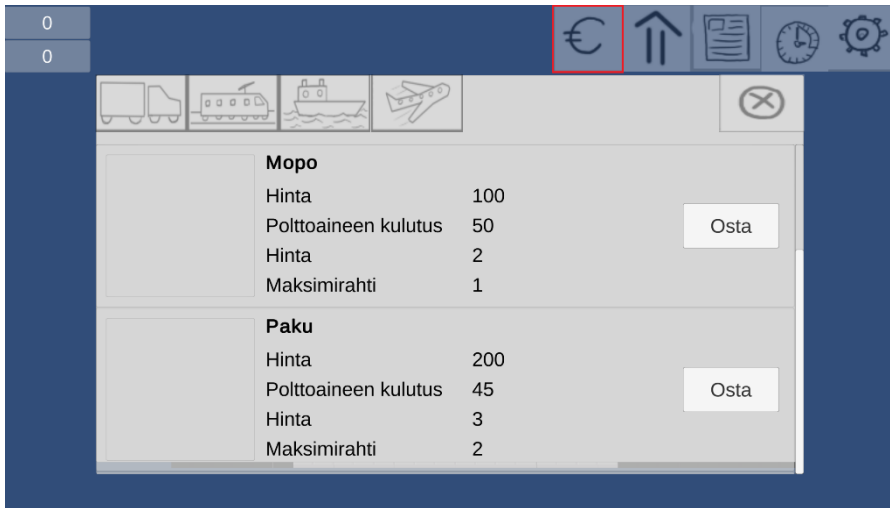 0
0
€
Mopo
Hinta 100
Polttoaineen kulutus 50
Hinta 2
Maksimirahti 1
Osta
Paku
Hinta 200
Polttoaineen kulutus 45
Hinta 3
Maksimirahti 2
Osta